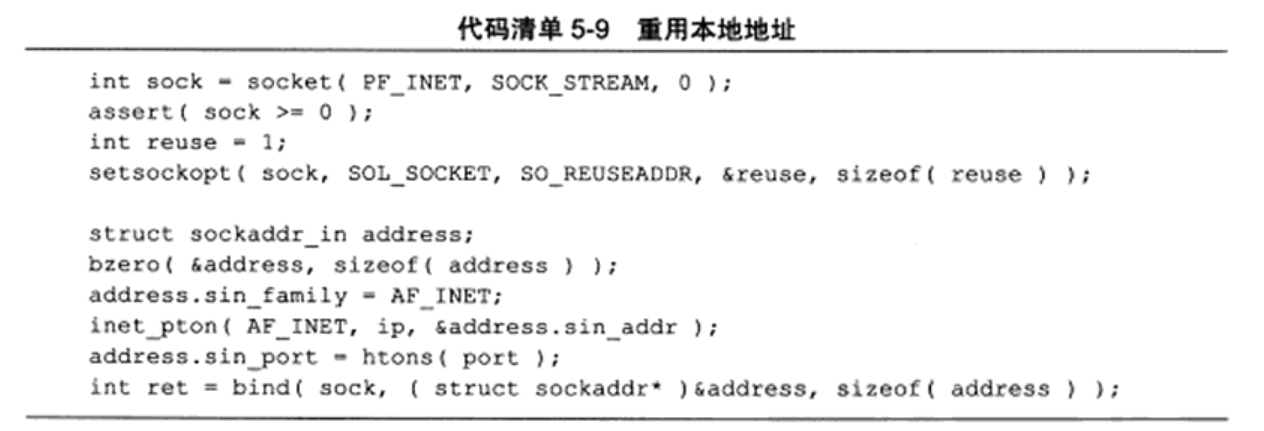 代码清单 5-9 重用本地地址
int sock = socket( PF_INET, SOCK_STREAM, 0 );
assert( sock >= 0 );
int reuse = 1;
setsockopt( sock, SOL_SOCKET, SO_REUSEADDR, &reuse, sizeof( reuse ) );
struct sockaddr_in address;
bzero( &address, sizeof( address ) );
address.sin_family = AF_INET;
inet_pton( AF_INET, ip, &address.sin_addr );
address.sin_port = htons( port );
int ret = bind( sock, ( struct sockaddr* )&address, sizeof( address ) );